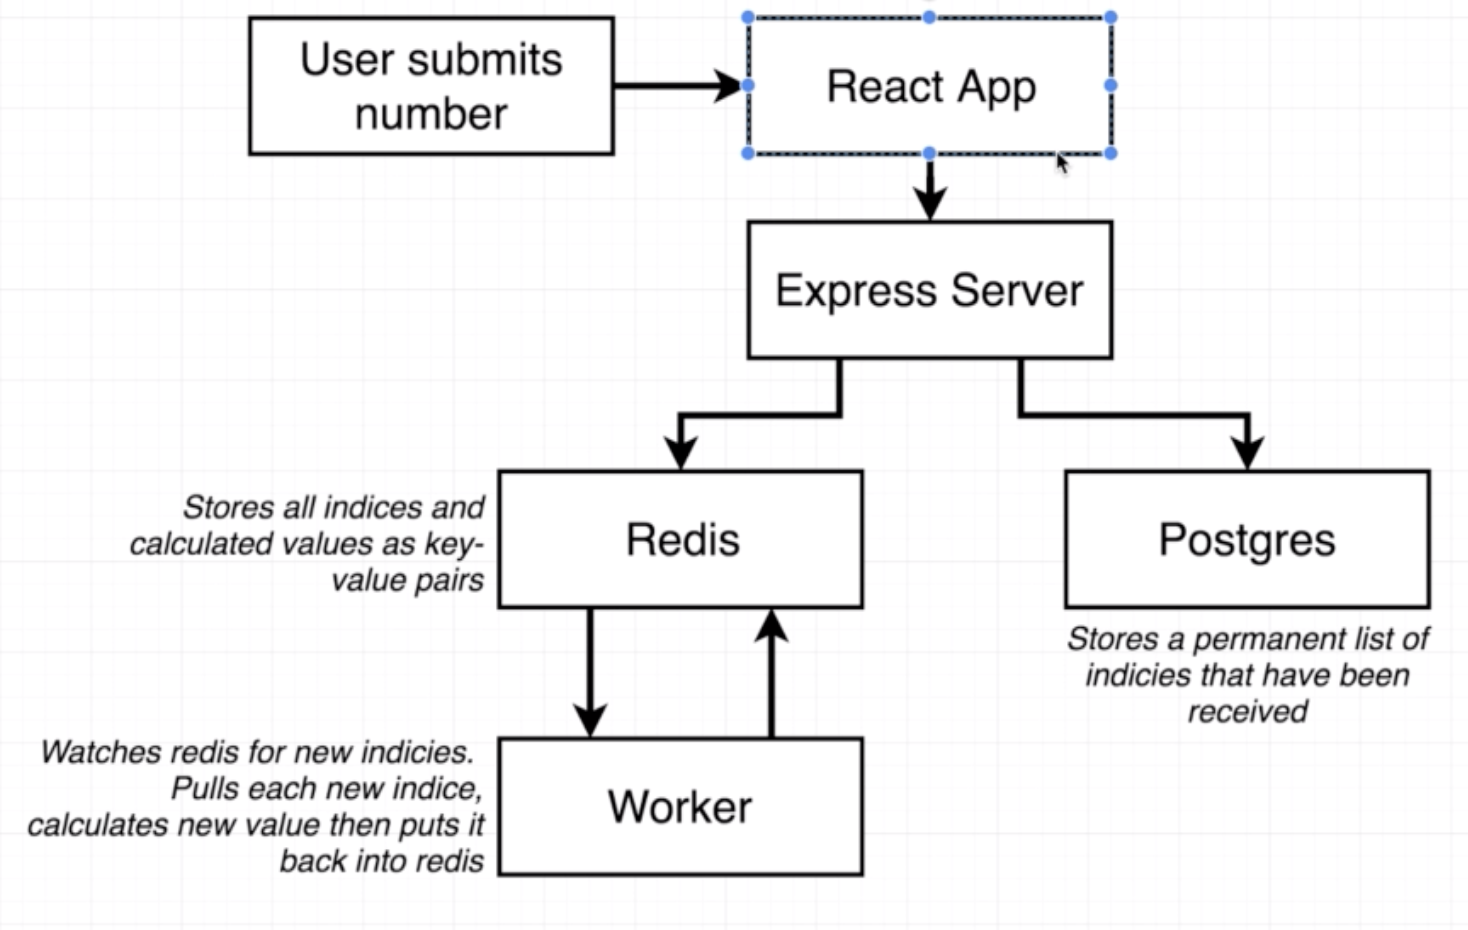 User submits
number
React App
Express Server
Stores all indices and
calculated values as key-
value pairs
Redis
Postgres
Stores a permanent list of
indicies that have been
received
Watches redis for new indicies.
Pulls each new indice,
calculates new value then puts it
back into redis
Worker